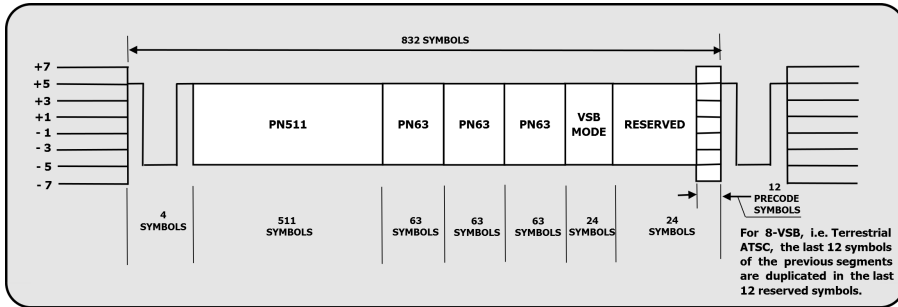 832 SYMBOLS
+7
+5
+3
+1
- 1
- 3
- 5
- 7
PN511
PN63
PN63
PN63
VSB
MODE
RESERVED
4
SYMBOLS
511
SYMBOLS
63
SYMBOLS
63
SYMBOLS
63
SYMBOLS
24
SYMBOLS
24
SYMBOLS
12
PRECODE
SYMBOLS
For 8-VSB, i.e. Terrestrial
ATSC, the last 12 symbols
of the previous segments
are duplicated in the last
12 reserved symbols.